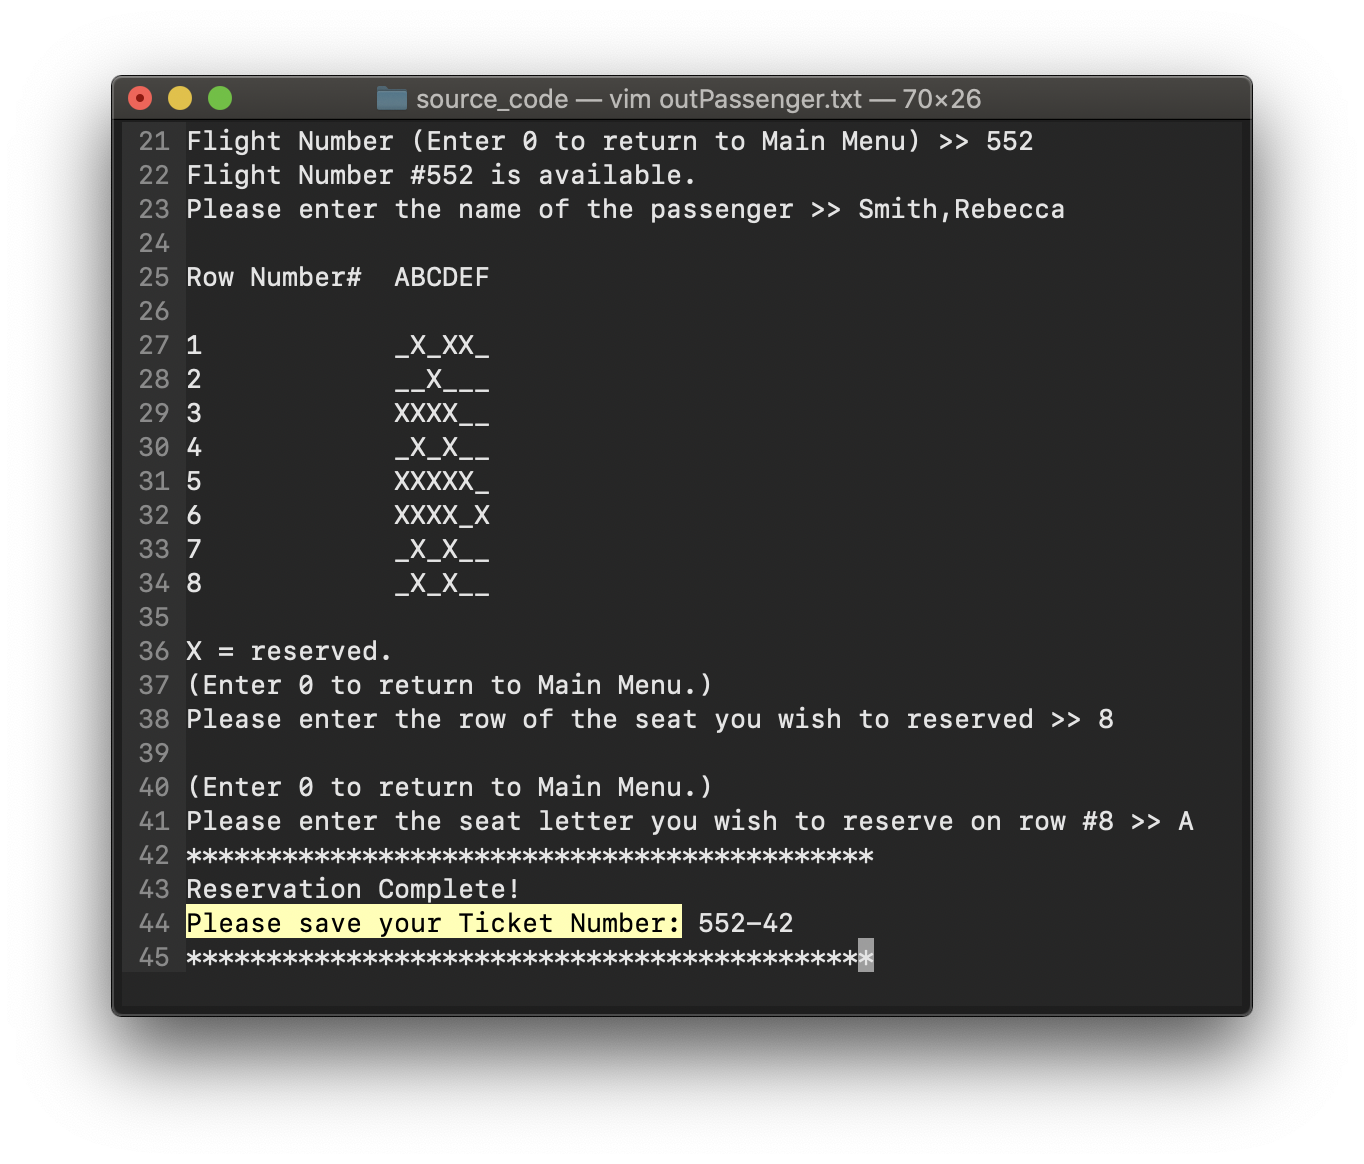 source_code — vim outPassenger.txt — 70×26
21 Flight Number (Enter 0 to return to Main Menu) >> 552
22 Flight Number #552 is available.
23 Please enter the name of the passenger >> Smith,Rebecca
24
25 Row Number#  ABCDEF
26
27 1            _X_XX_
28 2            __X___
29 3            XXXX__
30 4            _X_X__
31 5            XXXXX_
32 6            XXXX_X
33 7            _X_X__
34 8            _X_X__
35
36 X = reserved.
37 (Enter 0 to return to Main Menu.)
38 Please enter the row of the seat you wish to reserved >> 8
39
40 (Enter 0 to return to Main Menu.)
41 Please enter the seat letter you wish to reserve on row #8 >> A
42 *******************************************
43 Reservation Complete!
44 Please save your Ticket Number: 552-42
45 *******************************************